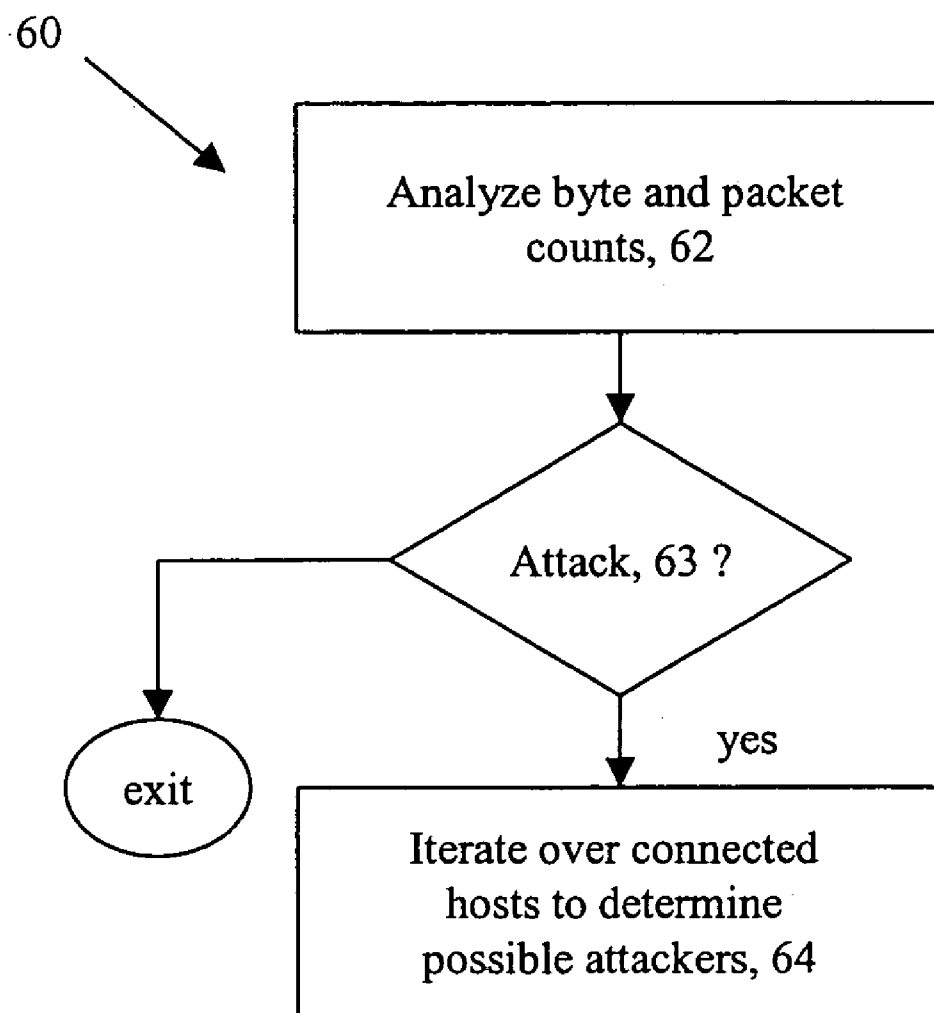 60
Analyze byte and packet
counts, 62
Attack, 63 ?
yes
exit
Iterate over connected
hosts to determine
possible attackers, 64